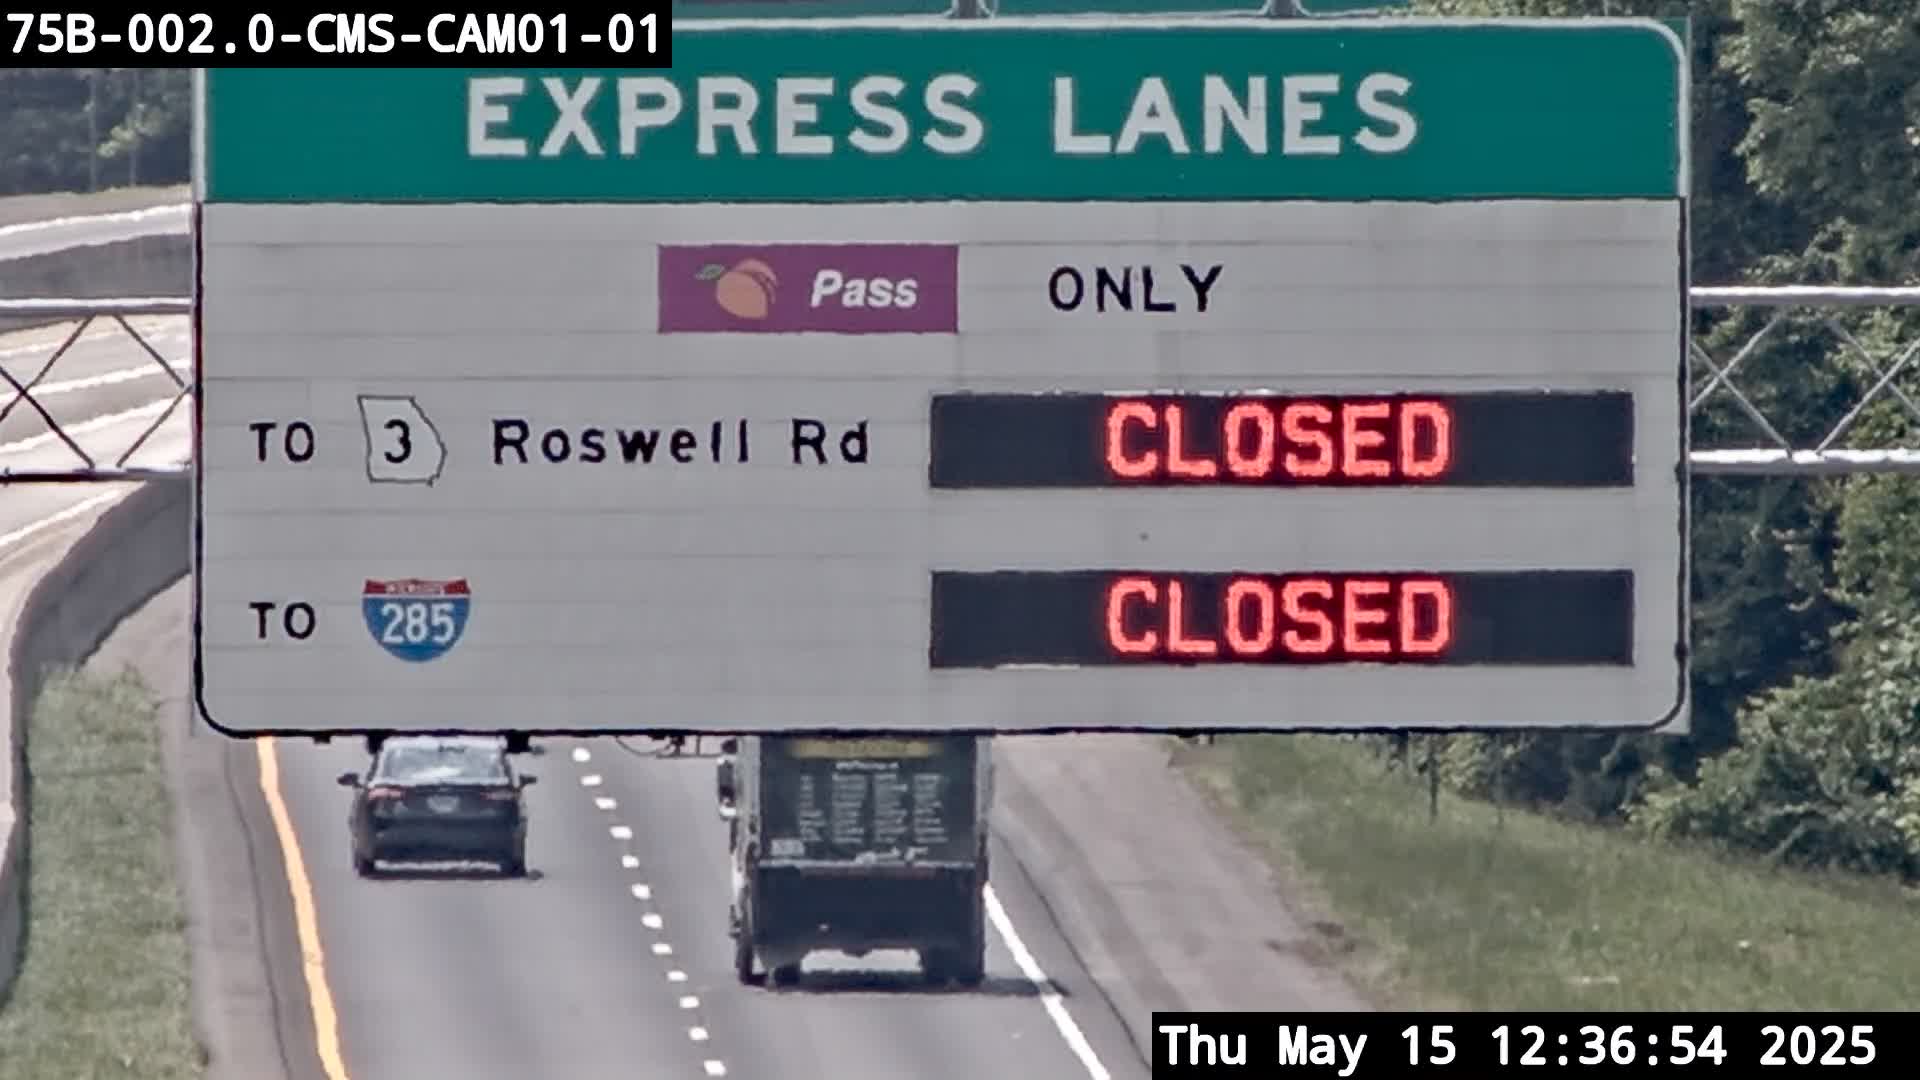 75B-002.0-CMS-CAM01-01
EXPRESS LANES
Pass ONLY
TO 3 Roswell Rd CLOSED
TO 285 CLOSED
Thu May 15 12:36:54 2025